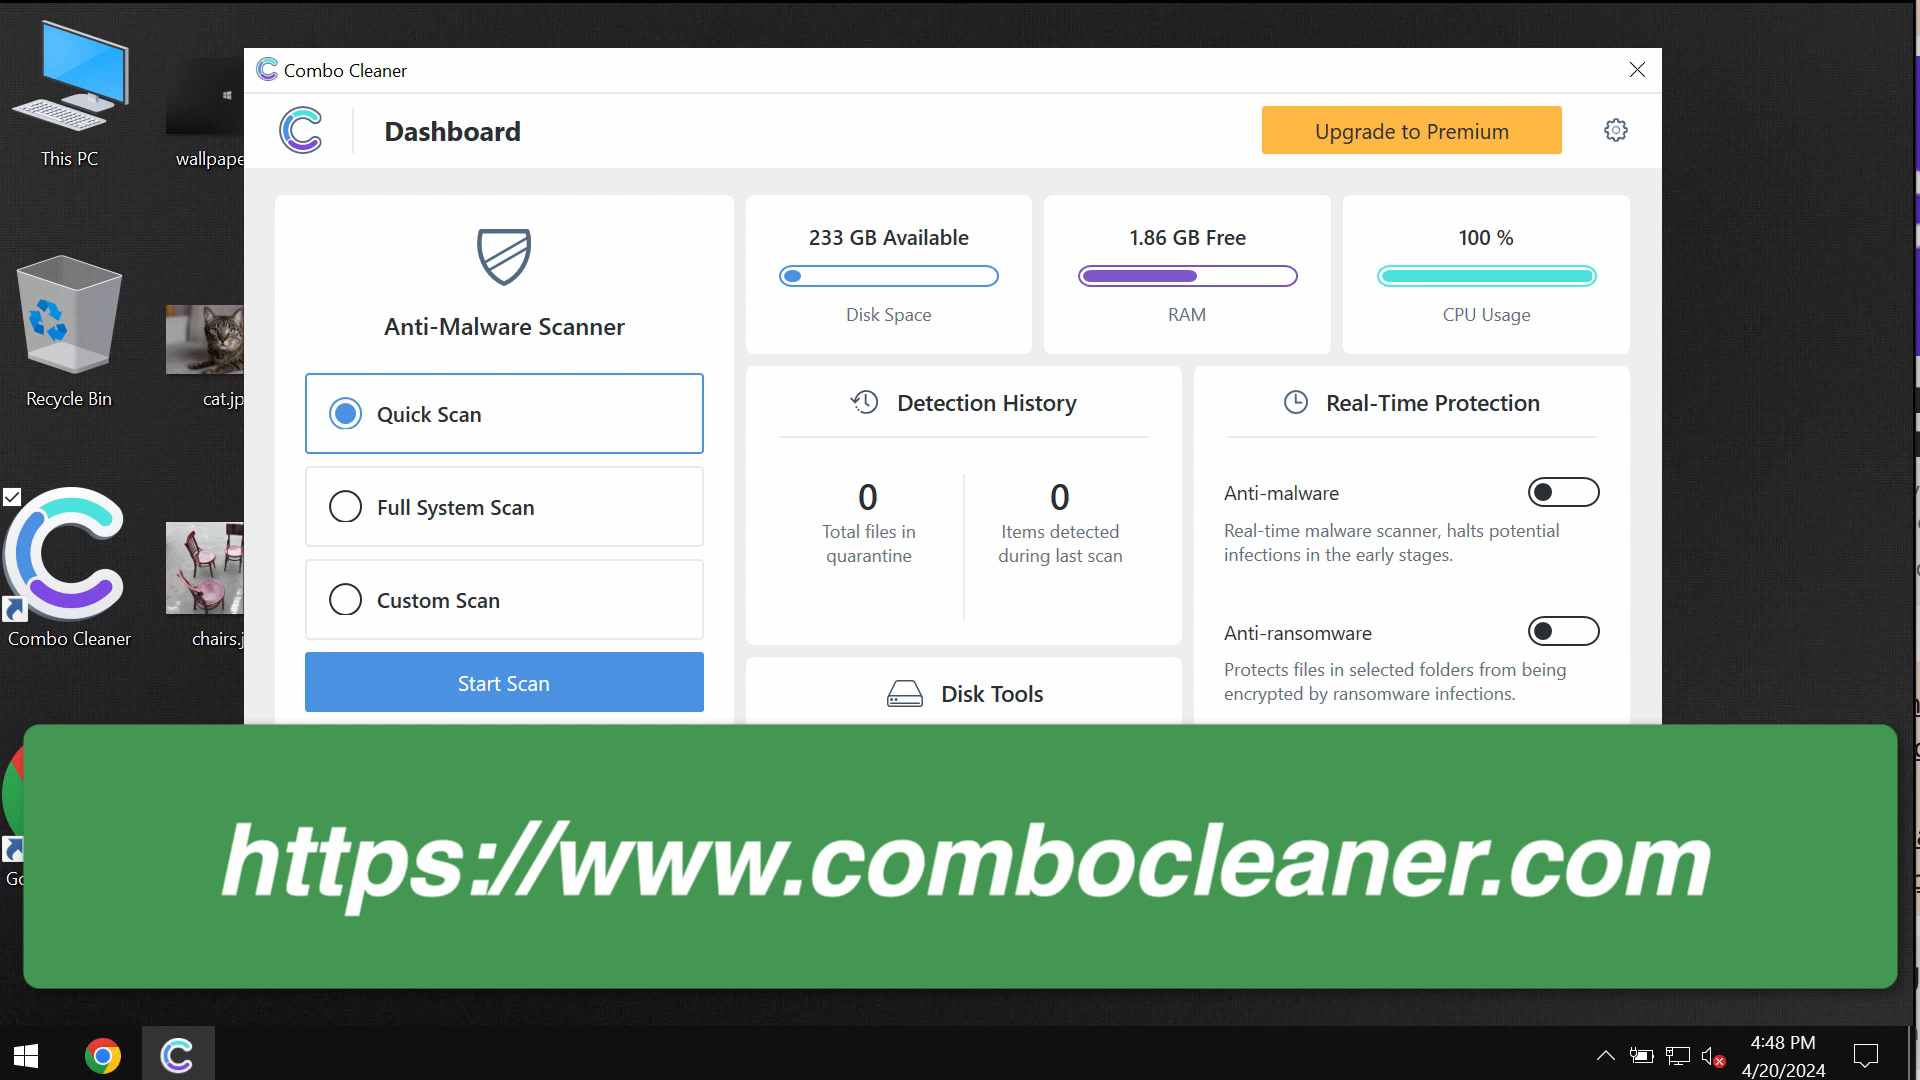 Combo Cleaner
Dashboard
Upgrade to Premium
This PC
wallpape
Recycle Bin
cat.jp
Combo Cleaner
chairs.j
Anti-Malware Scanner
Quick Scan
Full System Scan
Custom Scan
Start Scan
233 GB Available
Disk Space
1.86 GB Free
RAM
100 %
CPU Usage
Detection History
0
Total files in
quarantine
0
Items detected
during last scan
Disk Tools
Real-Time Protection
Anti-malware
Real-time malware scanner, halts potential
infections in the early stages.
Anti-ransomware
Protects files in selected folders from being
encrypted by ransomware infections.
Go
https://www.combocleaner.com
4:48 PM
4/20/2024